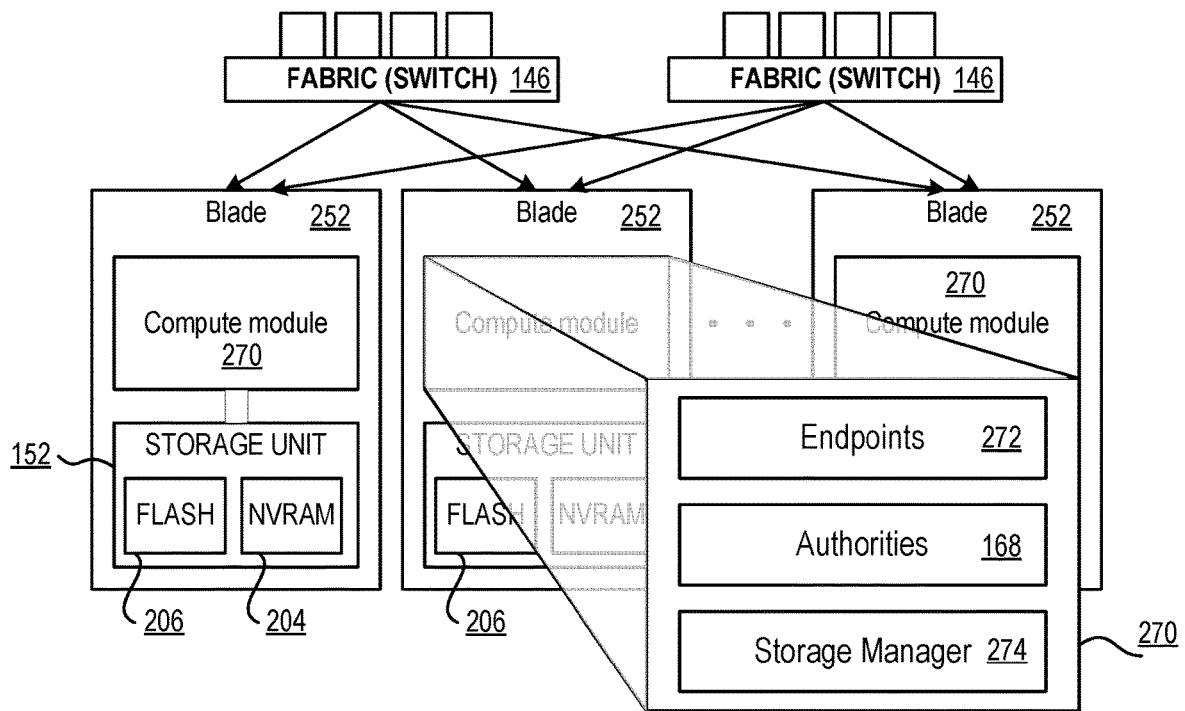 FABRIC (SWITCH) 146
FABRIC (SWITCH) 146
Blade 252
Blade 252
Blade 252
Compute module
270
Compute module
270
Compute module
152
STORAGE UNIT
FLASH
NVRAM
206
204
STORAGE UNIT
FLASH
NVRAM
206
Endpoints 272
Authorities 168
Storage Manager 274
270